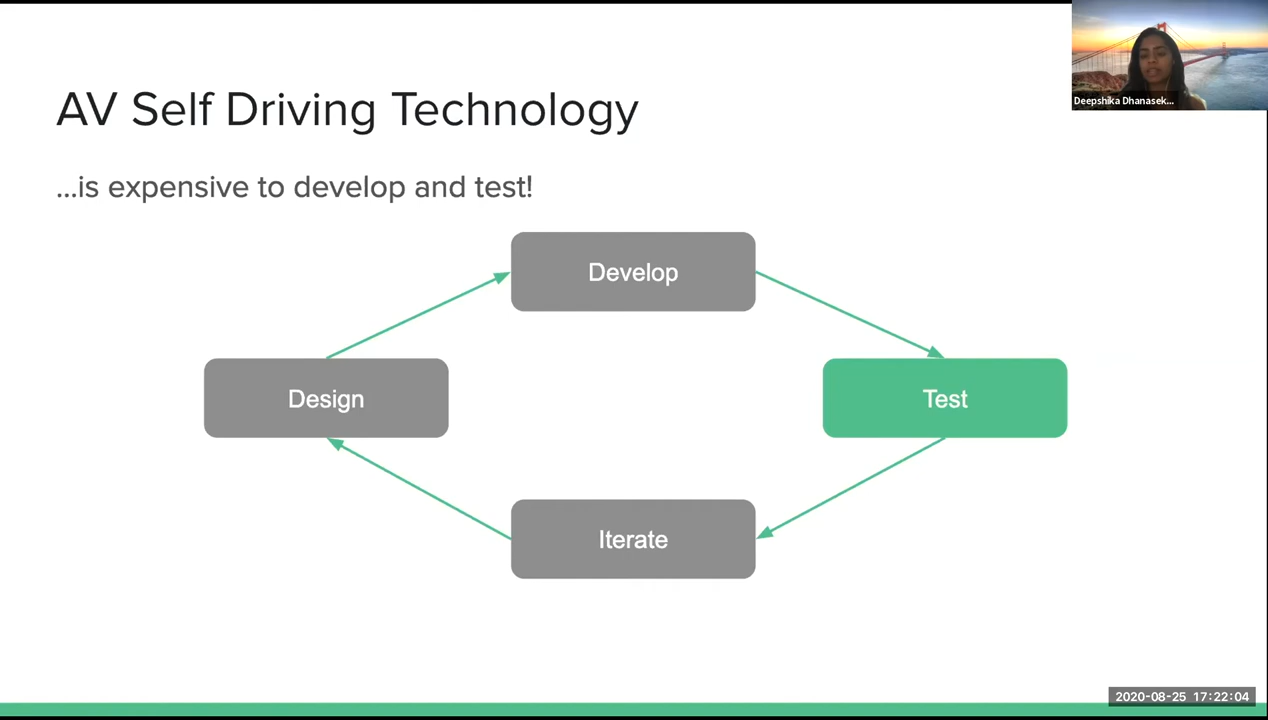 AV Self Driving Technology
...is expensive to develop and test!
Develop
Design
Test
Iterate
Deepshika Dhanasek...
2020-08-25 17:22:04